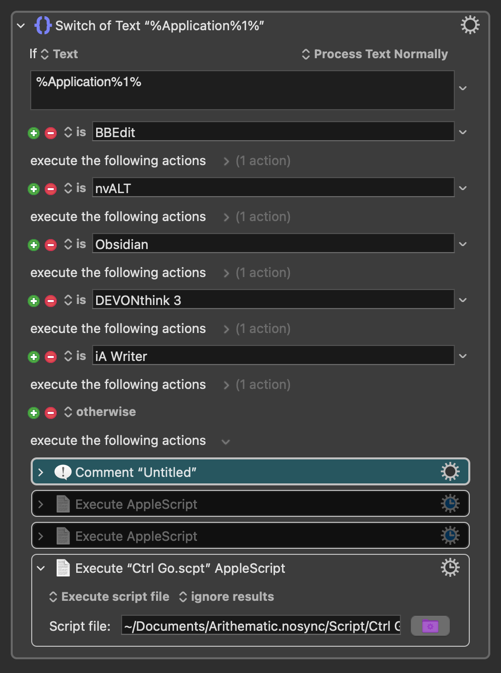 Switch of Text “%Application%1%”
If Text Process Text Normally
%Application%1%
is BBEdit
execute the following actions (1 action)
is nvALT
execute the following actions (1 action)
is Obsidian
execute the following actions (1 action)
is DEVONthink 3
execute the following actions (1 action)
is iA Writer
execute the following actions (1 action)
otherwise
execute the following actions
Comment “Untitled”
Execute AppleScript
Execute AppleScript
Execute “Ctrl Go.scpt” AppleScript
Execute script file ignore results
Script file: ~/Documents/Arithematic.nosync/Script/Ctrl G